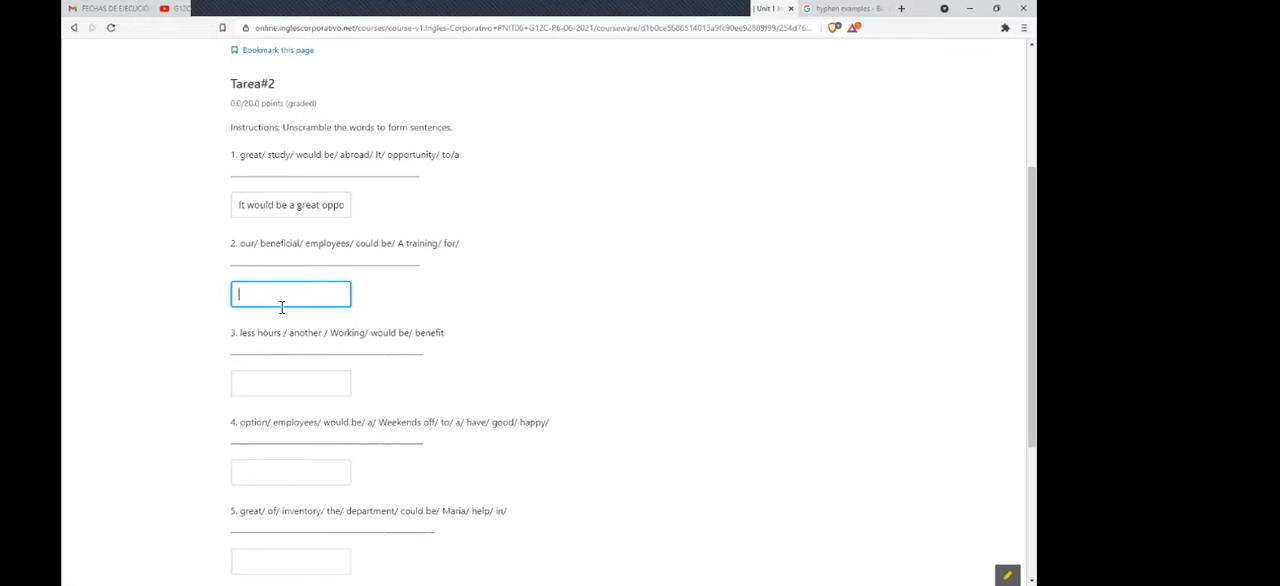 FECHAS DE EJECUCIÓ
G12C
| Unit 1
hyphen examples - B
online.inglescorporativo.net/courses/course-v1:Ingles-Corporativo+PNIT06+G12C-P6-06-2021/courseware/d1b0ce5686514013a9fc90ee92889f99/254d76...
Bookmark this page
Tarea#2
0.0/20.0 points (graded)
Instructions: Unscramble the words to form sentences.
1. great/ study/ would be/ abroad/ It/ opportunity/ to/a
It would be a great oppo
2. our/ beneficial/ employees/ could be/ A training/ for/
3. less hours / another / Working/ would be/ benefit
4. option/ employees/ would be/ a/ Weekends off/ to/ a/ have/ good/ happy/
5. great/ of/ inventory/ the/ department/ could be/ Maria/ help/ in/